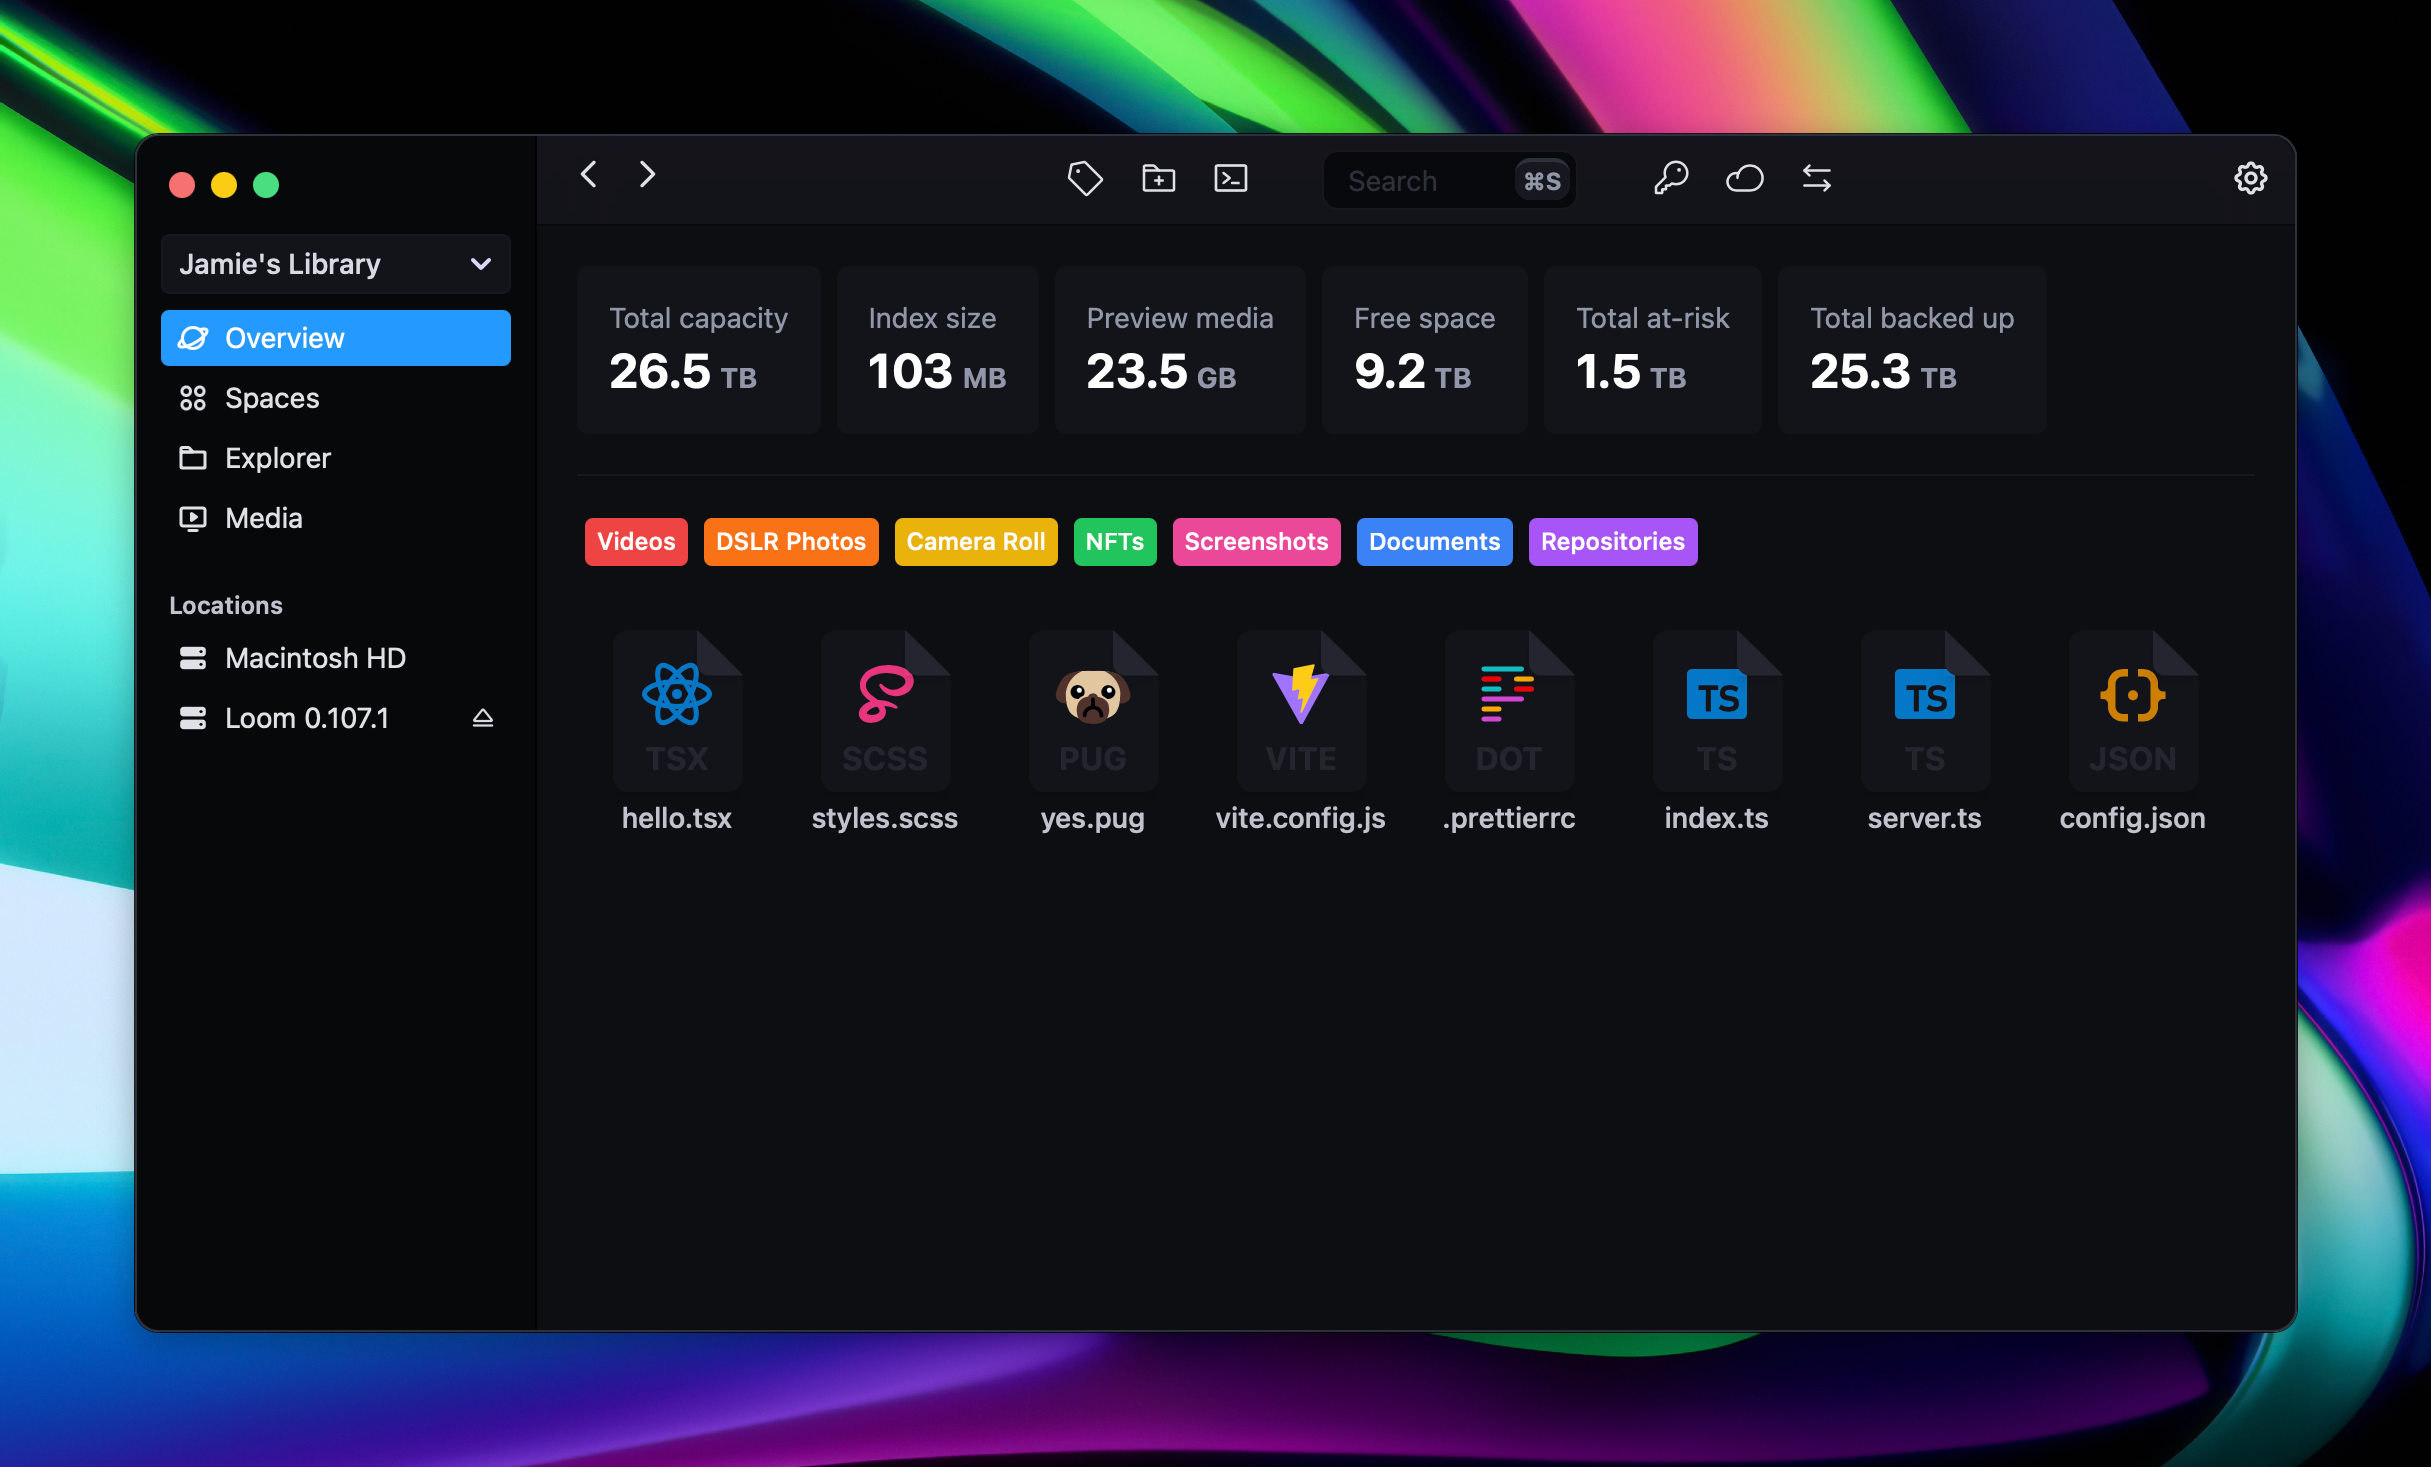 Search ⌘S
Jamie's Library
Overview
Spaces
Explorer
Media
Locations
Macintosh HD
Loom 0.107.1
Total capacity
26.5 TB
Index size
103 MB
Preview media
23.5 GB
Free space
9.2 TB
Total at-risk
1.5 TB
Total backed up
25.3 TB
Videos DSLR Photos Camera Roll NFTs Screenshots Documents Repositories
TS TS
TSX SCSS PUG VITE DOT TS TS JSON
hello.tsx styles.scss yes.pug vite.config.js .prettierrc index.ts server.ts config.json